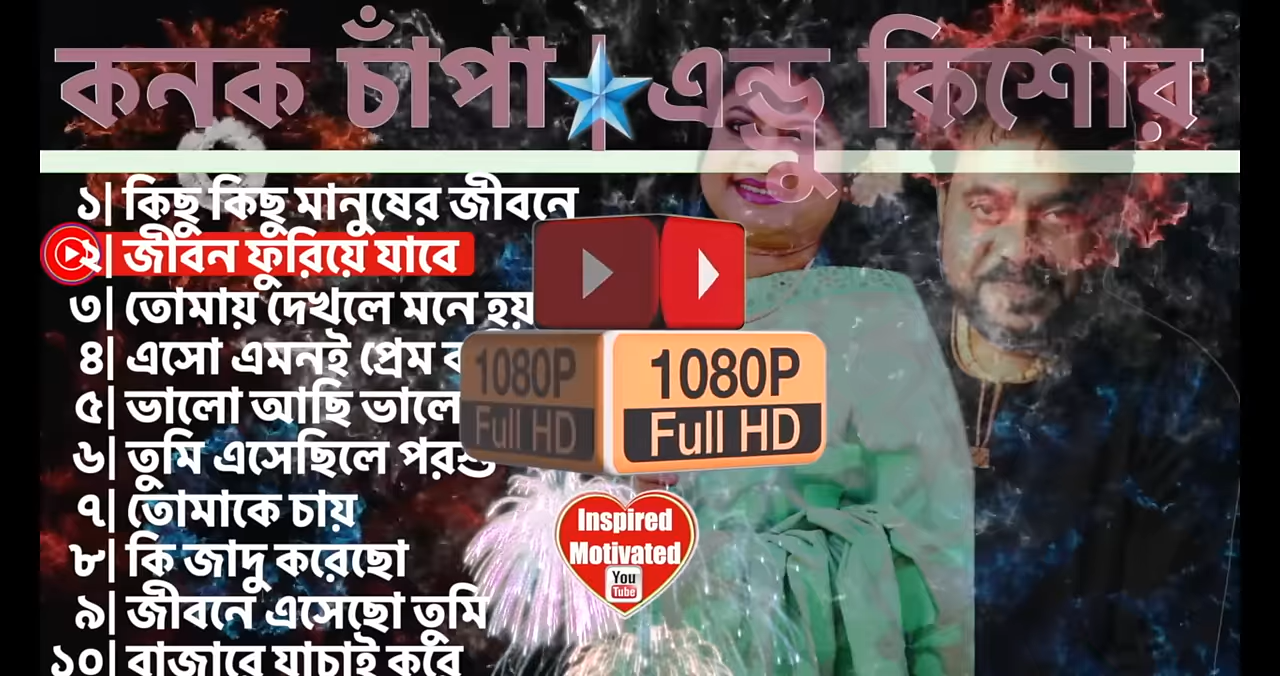 কনক চাঁপা | এন্ড্রু কিশোর
১| কিছু কিছু মানুষের জীবনে
২| জীবন ফুরিয়ে যাবে
৩| তোমায় দেখলে মনে হয়
৪| এসো এমনই প্রেম
৫| ভালো আছি
৬| তুমি এসেছিলে পরশু
৭| তোমাকে চায়
৮| কি জাদু করেছো
৯| জীবনে এসেছো তুমি
১০| বাজারে যাচাই করে
1080P 1080P
Full HD Full HD
Inspired
Motivated
You
Tube